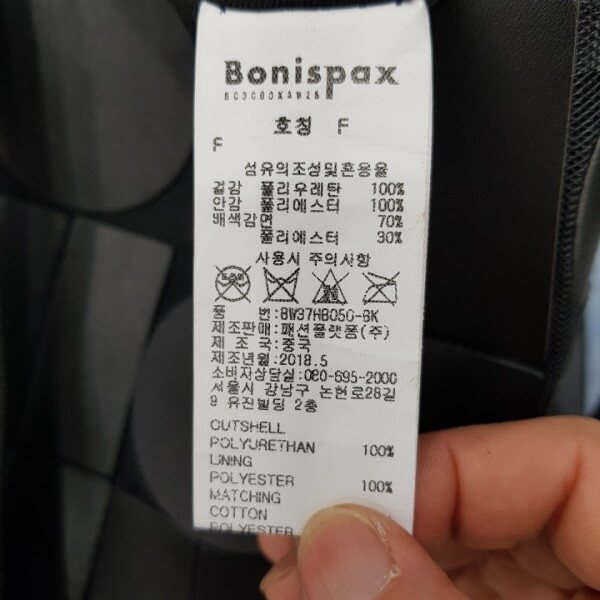 Bonispax
호칭 F
F
섬유의조성및혼용율
겉감 폴리우레탄 100%
안감 폴리에스터 100%
배색감면 70%
폴리에스터 30%
사용시 주의사항
품 번:BW37HB050-BK
제조판매:패션플랫폼(주)
제 조 국:중국
제조년월:2018.5
소비자상담실:080-695-2000
서울시 강남구 논현로28길
9 유진빌딩 2층
OUTSHELL
POLYURETHAN 100%
LINING
POLYESTER 100%
MATCHING
COTTON
POLYESTER